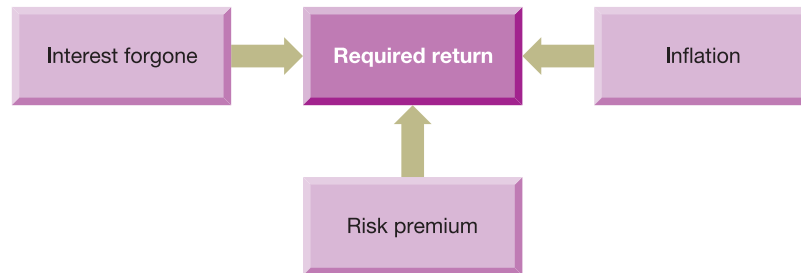 Interest forgone
Required return
Inflation
Risk premium